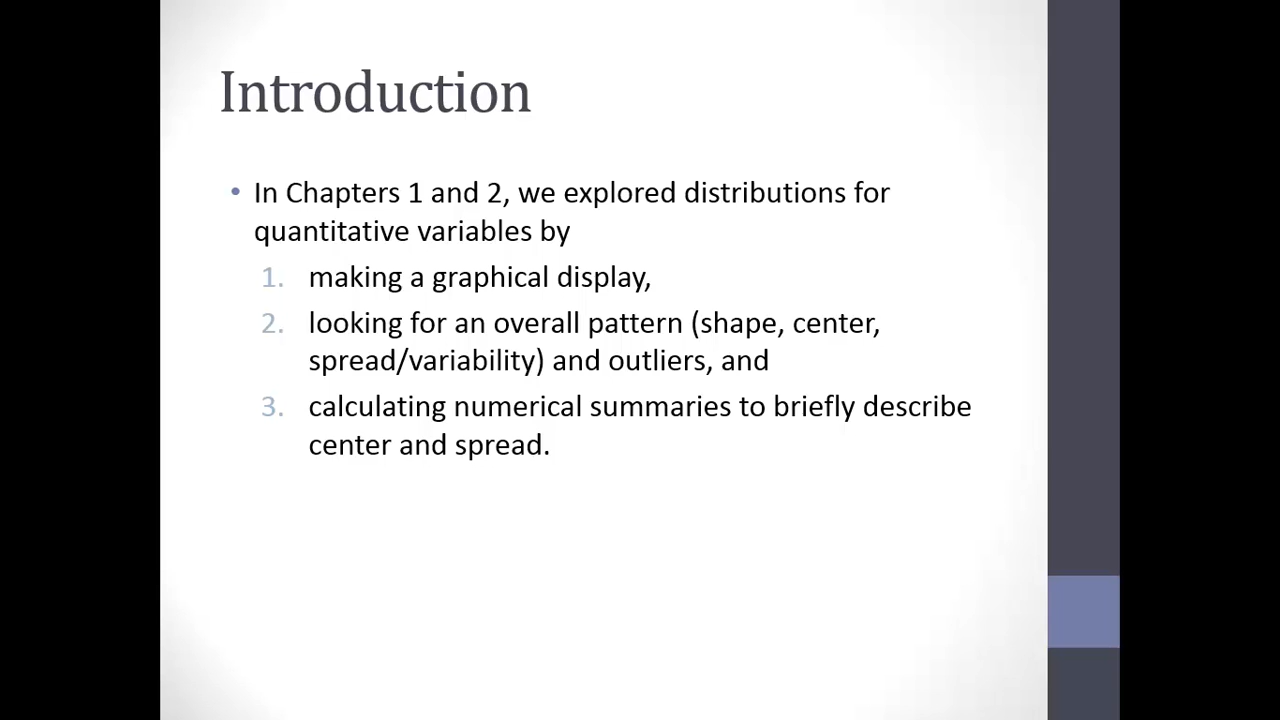 Introduction
• In Chapters 1 and 2, we explored distributions for
quantitative variables by
1. making a graphical display,
2. looking for an overall pattern (shape, center,
spread/variability) and outliers, and
3. calculating numerical summaries to briefly describe
center and spread.